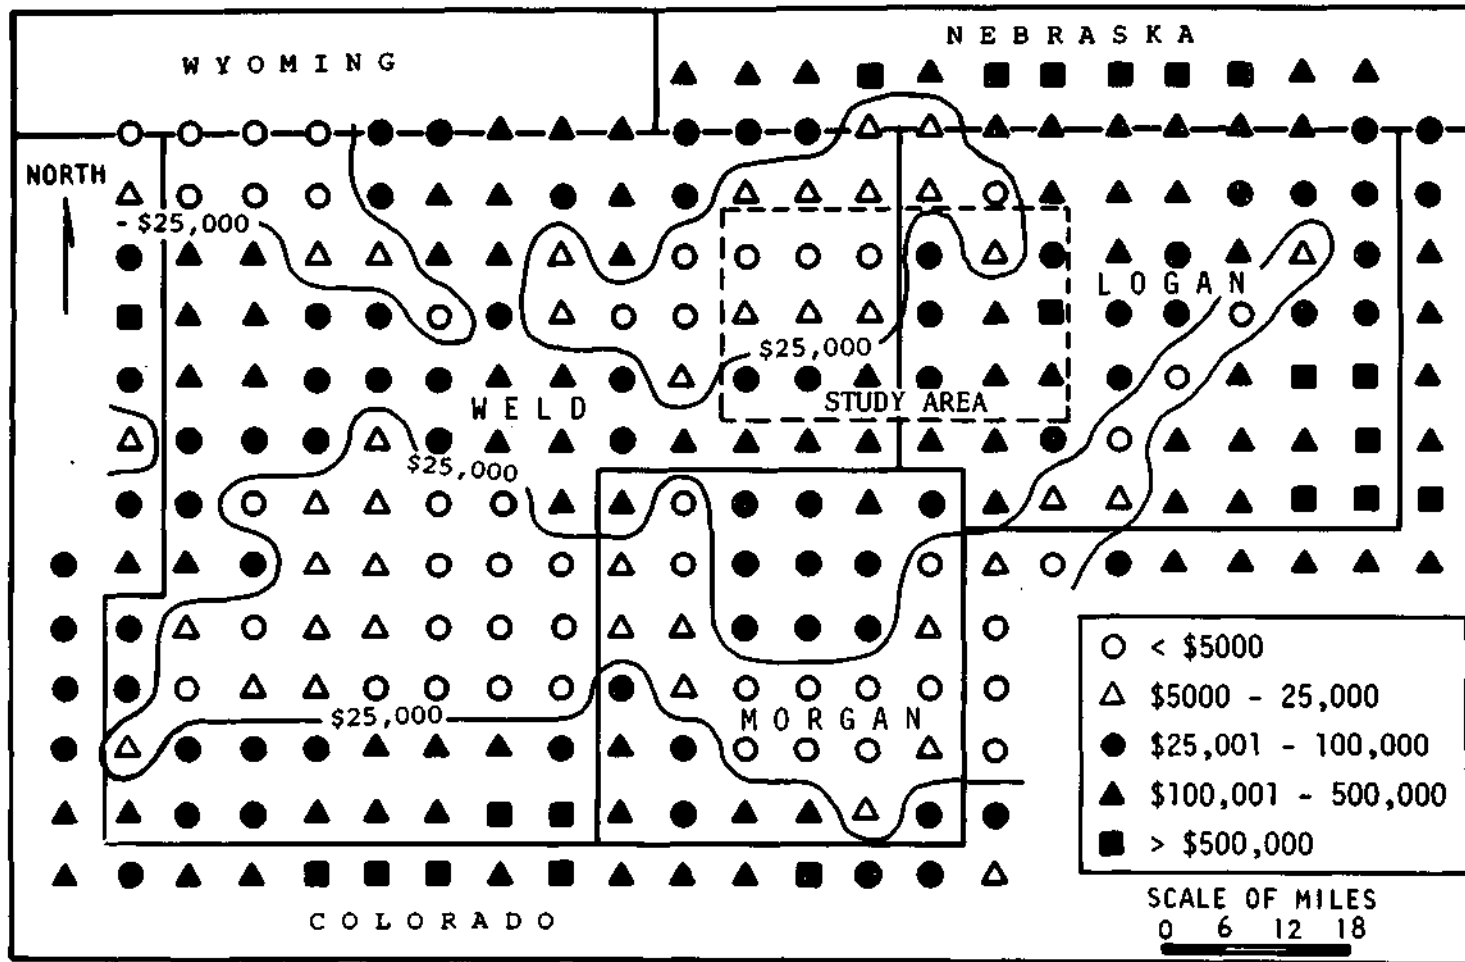 NEBRASKA
WYOMING
NORTH
- $25,000
LOGAN
$25,000
STUDY AREA
WELD
$25,000
MORGAN
$25,000
< $5000
$5000 - 25,000
$25,001 - 100,000
$100,001 - 500,000
> $500,000
SCALE OF MILES
0 6 12 18
COLORADO